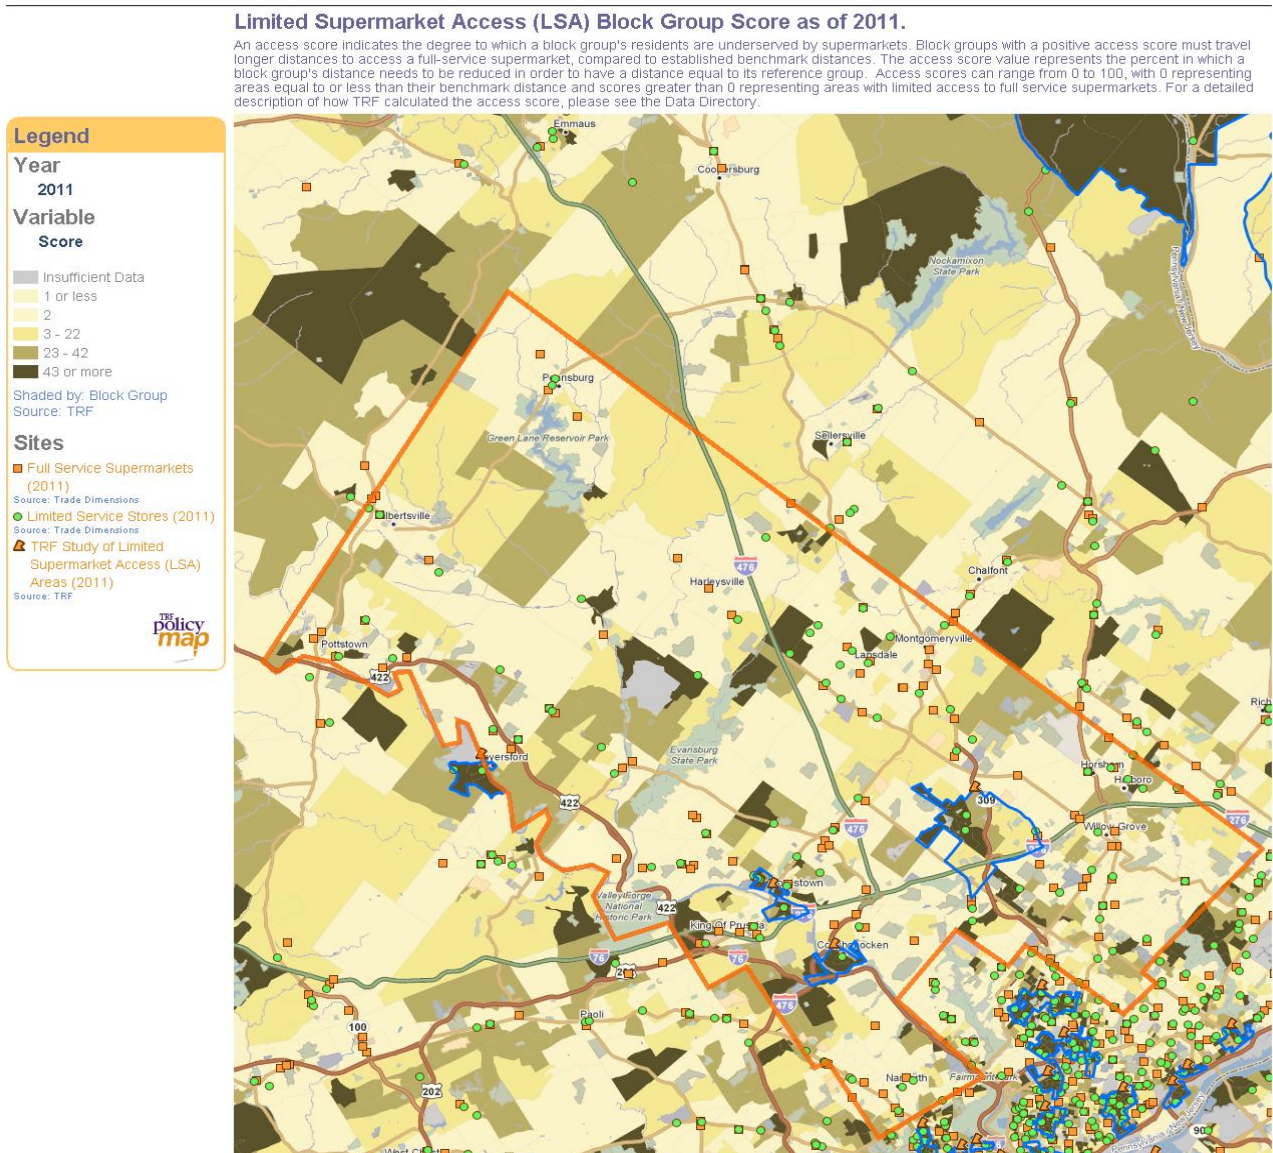 Limited Supermarket Access (LSA) Block Group Score as of 2011.
An access score indicates the degree to which a block group's residents are underserved by supermarkets. Block groups with a positive access score must travel
longer distances to access a full-service supermarket, compared to established benchmark distances. The access score value represents the percent in which a
block group's distance needs to be reduced in order to have a distance equal to its reference group. Access scores can range from 0 to 100, with 0 representing
areas equal to or less than their benchmark distance and scores greater than 0 representing areas with limited access to full service supermarkets. For a detailed
description of how TRF calculated the access score, please see the Data Directory.
Legend
Year
2011
Variable
Score
Insufficient Data
1 or less
2
3 - 22
23 - 42
43 or more
Shaded by: Block Group
Source: TRF
Sites
Full Service Supermarkets
(2011)
Source: Trade Dimensions
Limited Service Stores (2011)
Source: Trade Dimensions
TRF Study of Limited
Supermarket Access (LSA)
Areas (2011)
Source: TRF
TRF
policy
map
Emmaus
Nockamixon
State Park
Green Lane Reservoir Park
Sellersville
476
Chalfont
Harleysville
Montgomeryville
Lansdale
Pottstown
422
Evansburg
State Park
Horsham
422
309
276
476
Willow Grove
Valley Forge
National
Historic Park
422
King Of Prussia
76
76
476
Paoli
100
202
Fairmount Park
Pennsylvania - New Jersey
90